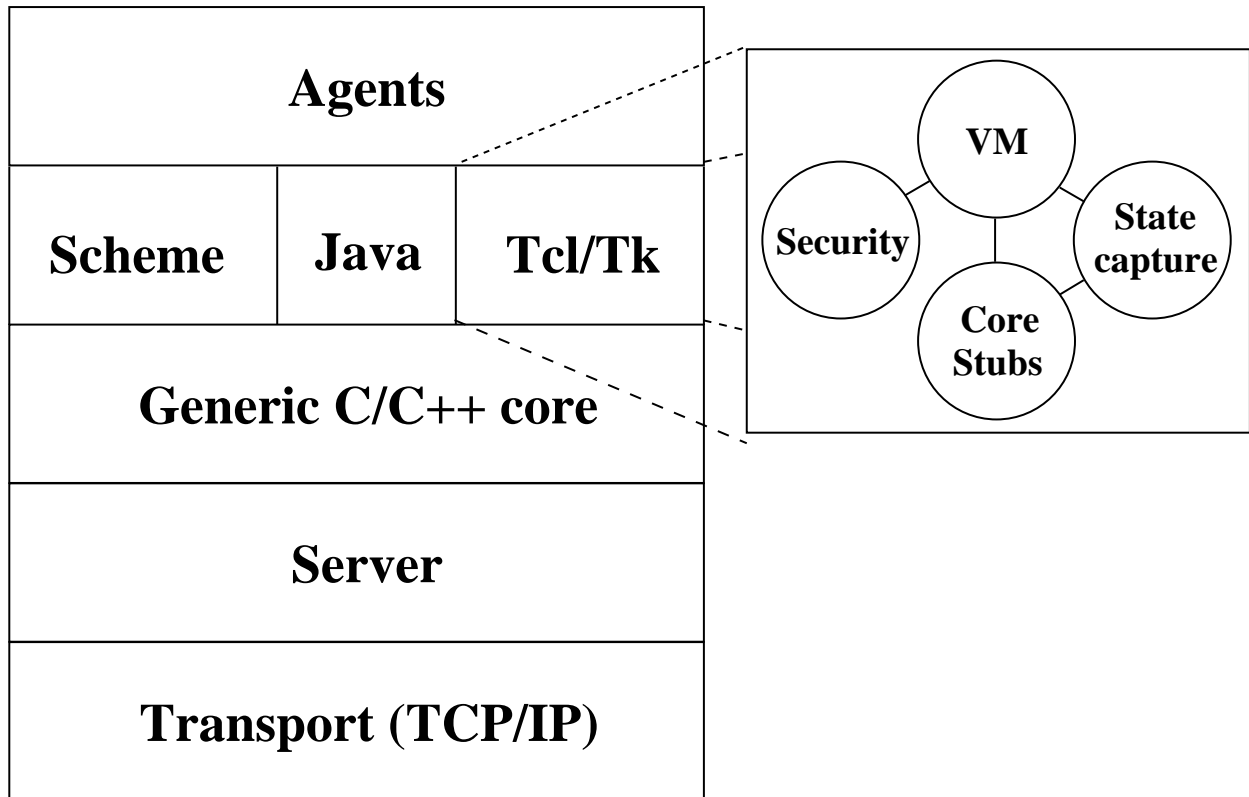 Agents
Scheme
Java
Tcl/Tk
Generic C/C++ core
Server
Transport (TCP/IP)
VM
Security
State
capture
Core
Stubs